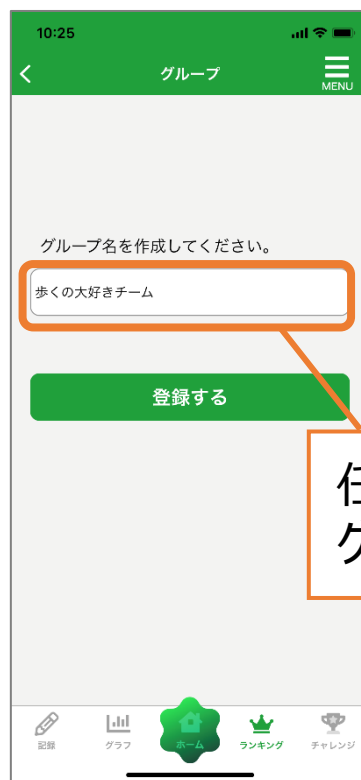 10:25
グループ
MENU
グループ名を作成してください。
歩くの大好きチーム
登録する
任
グ
記録
グラフ
ホーム
ランキング
チャレンジ